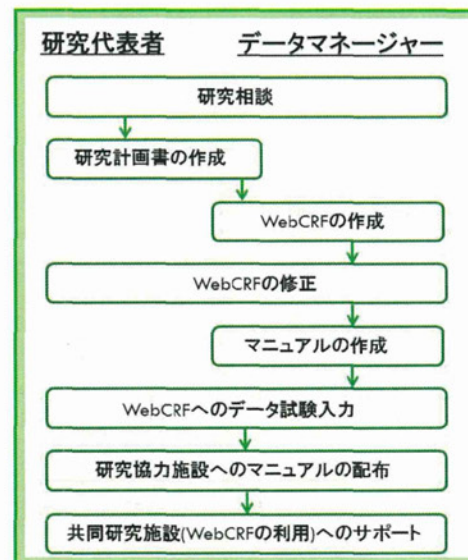 研究代表者 データマネージャー
研究相談
研究計画書の作成
WebCRFの作成
WebCRFの修正
マニュアルの作成
WebCRFへのデータ試験入力
研究協力施設へのマニュアルの配布
共同研究施設(WebCRFの利用)へのサポート